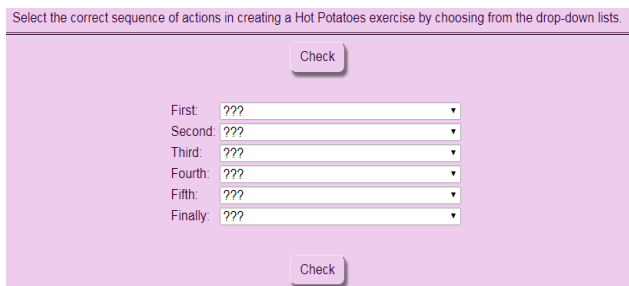 Select the correct sequence of actions in creating a Hot Potatoes exercise by choosing from the drop-down lists.
Check
First: ???
Second: ???
Third: ???
Fourth: ???
Fifth: ???
Finally: ???
Check